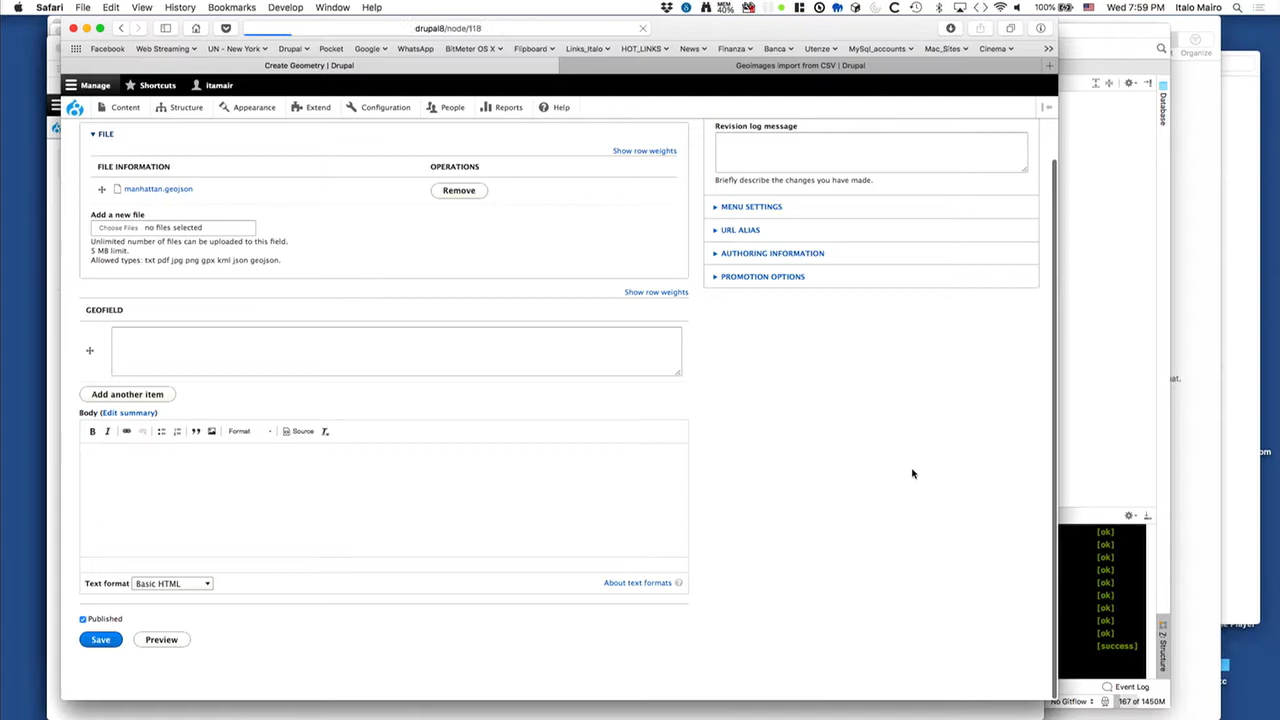 Safari File Edit View History Bookmarks Develop Window Help
MEM 40% 100% Wed 7:59 PM Italo Mairo
drupal8/node/118
Facebook Web Streaming UN - New York Drupal Pocket Google WhatsApp BitMeter OS X Flipboard Links_Italo HOT_LINKS News Finanza Banca Utenze MySql_accounts Mac_Sites Cinema
Organize
Create Geometry | Drupal
Geoimages import from CSV | Drupal
Manage Shortcuts itamair
Content Structure Appearance Extend Configuration People Reports Help
Database
FILE
Show row weights
FILE INFORMATION OPERATIONS
manhattan.geojson Remove
Add a new file
Choose Files no files selected
Unlimited number of files can be uploaded to this field.
5 MB limit.
Allowed types: txt pdf jpg png gpx kml json geojson.
Show row weights
GEOFIELD
Add another item
Body (Edit summary)
B I Format Source
Text format Basic HTML About text formats
Published
Save Preview
Revision log message
Briefly describe the changes you have made.
MENU SETTINGS
URL ALIAS
AUTHORING INFORMATION
PROMOTION OPTIONS
at.
om
[ok]
[ok]
[ok]
[ok]
[ok]
[ok]
[ok]
[ok]
[ok]
[success]
Z: Structure
Event Log
No Gitflow 167 of 1450M